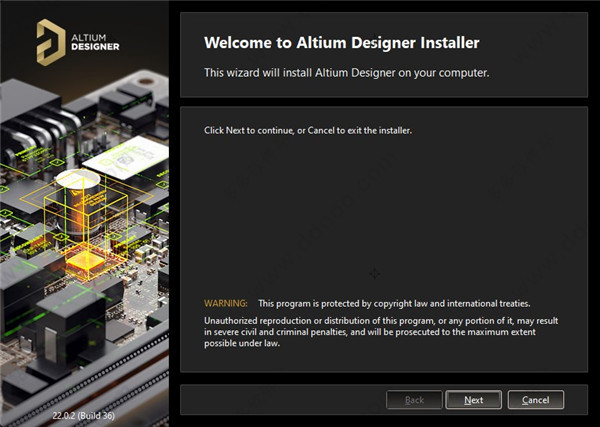 ALTIUM
DESIGNER
Welcome to Altium Designer Installer
This wizard will install Altium Designer on your computer.
Click Next to continue, or Cancel to exit the installer.
WARNING: This program is protected by copyright law and international treaties.
Unauthorized reproduction or distribution of this program, or any portion of it, may result
in severe civil and criminal penalties, and will be prosecuted to the maximum extent
possible under law.
22.0.2 (Build 36)
Back
Next
Cancel